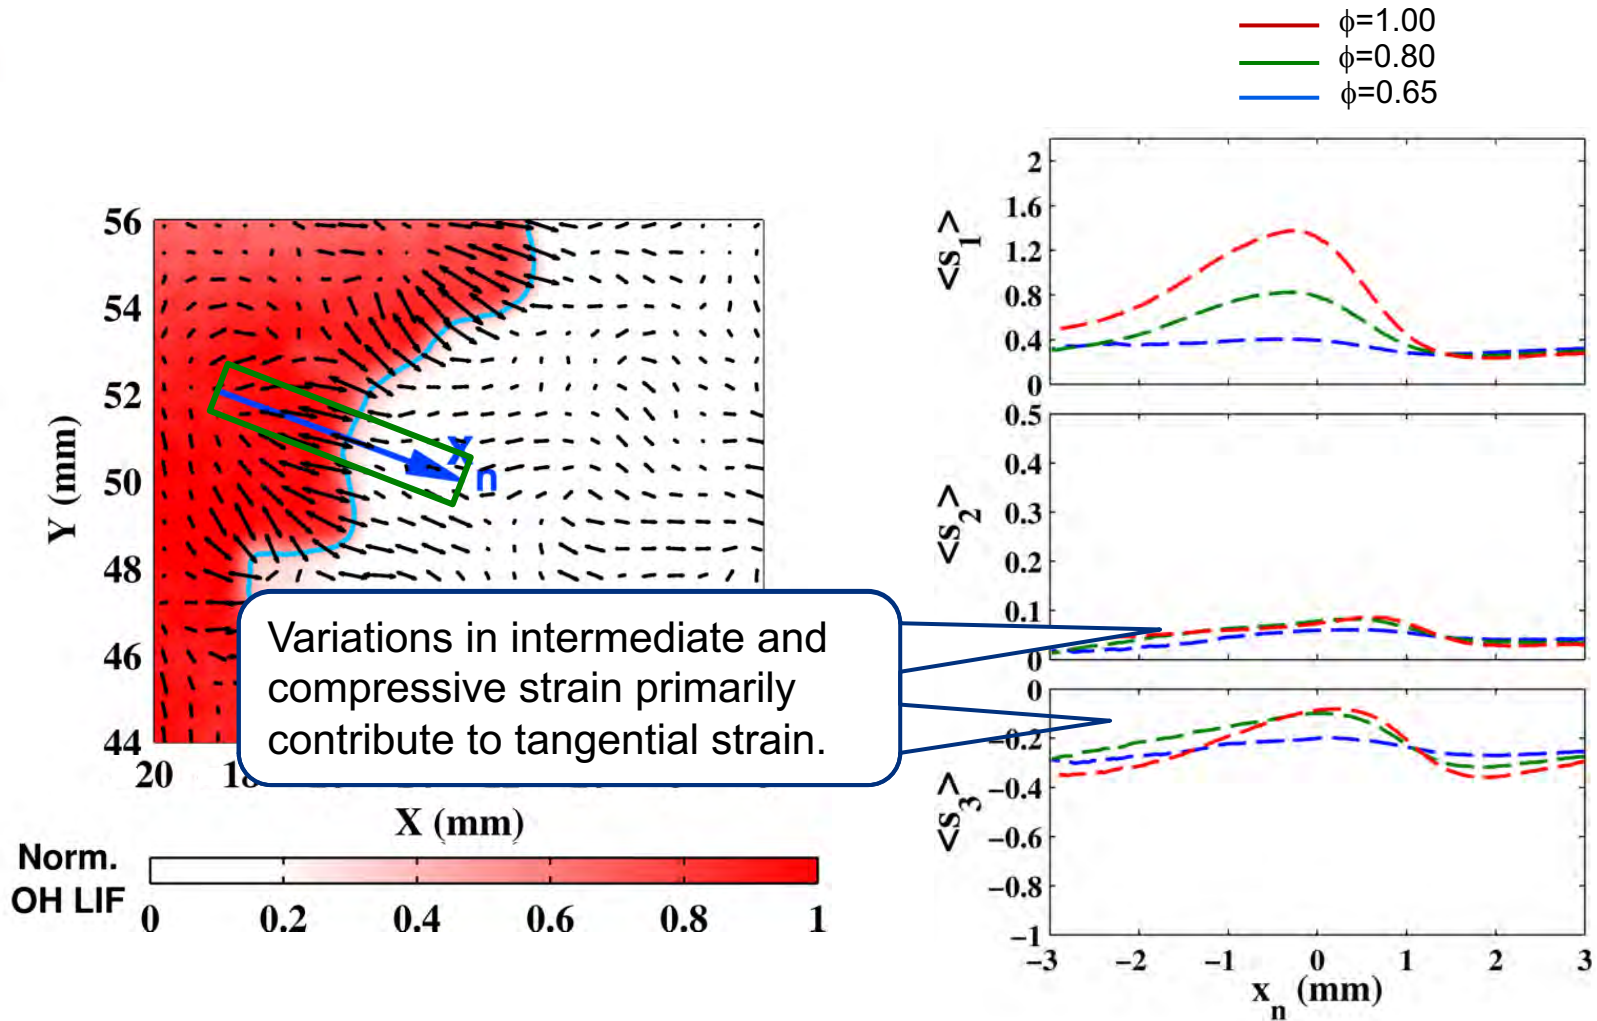 ϕ=1.00
ϕ=0.80
ϕ=0.65
56
54
52
50
48
46
44
Y (mm)
x
n
20
X (mm)
Variations in intermediate and
compressive strain primarily
contribute to tangential strain.
Norm.
OH LIF
0 0.2 0.4 0.6 0.8 1
2
1.6
1.2
0.8
0.4
0
<s1>
0.5
0.4
0.3
0.2
0.1
0
<s2>
0
−0.2
−0.4
−0.6
−0.8
−1
<s3>
−3 −2 −1 0 1 2 3
xn (mm)